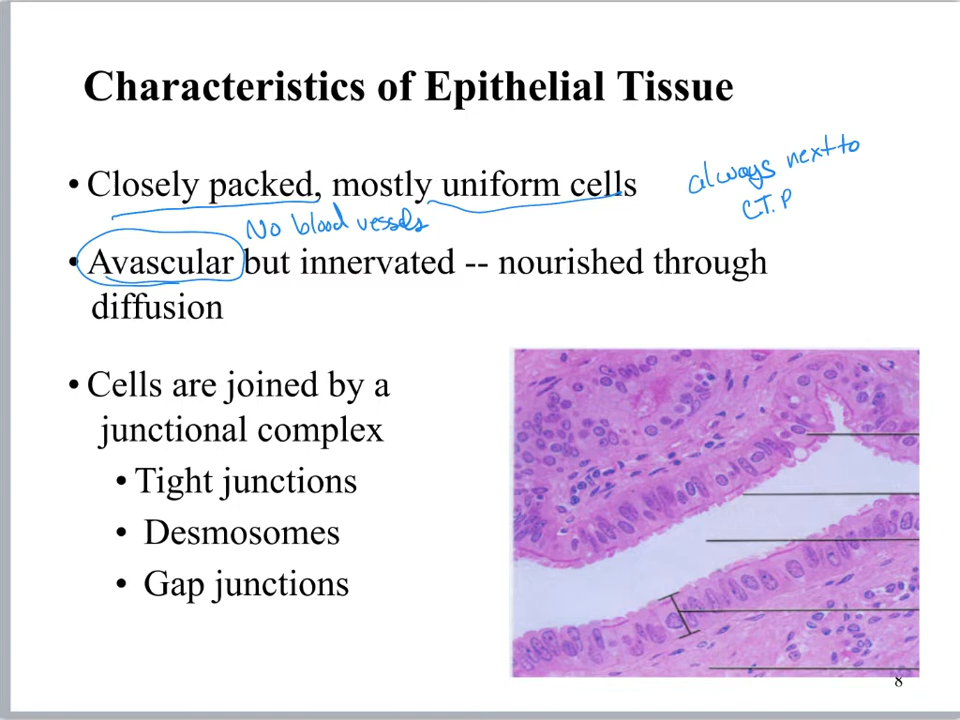 Characteristics of Epithelial Tissue
• Closely packed, mostly uniform cells
always next to
C.T. P
No blood vessels
• Avascular but innervated -- nourished through
diffusion
• Cells are joined by a
junctional complex
• Tight junctions
• Desmosomes
• Gap junctions
8